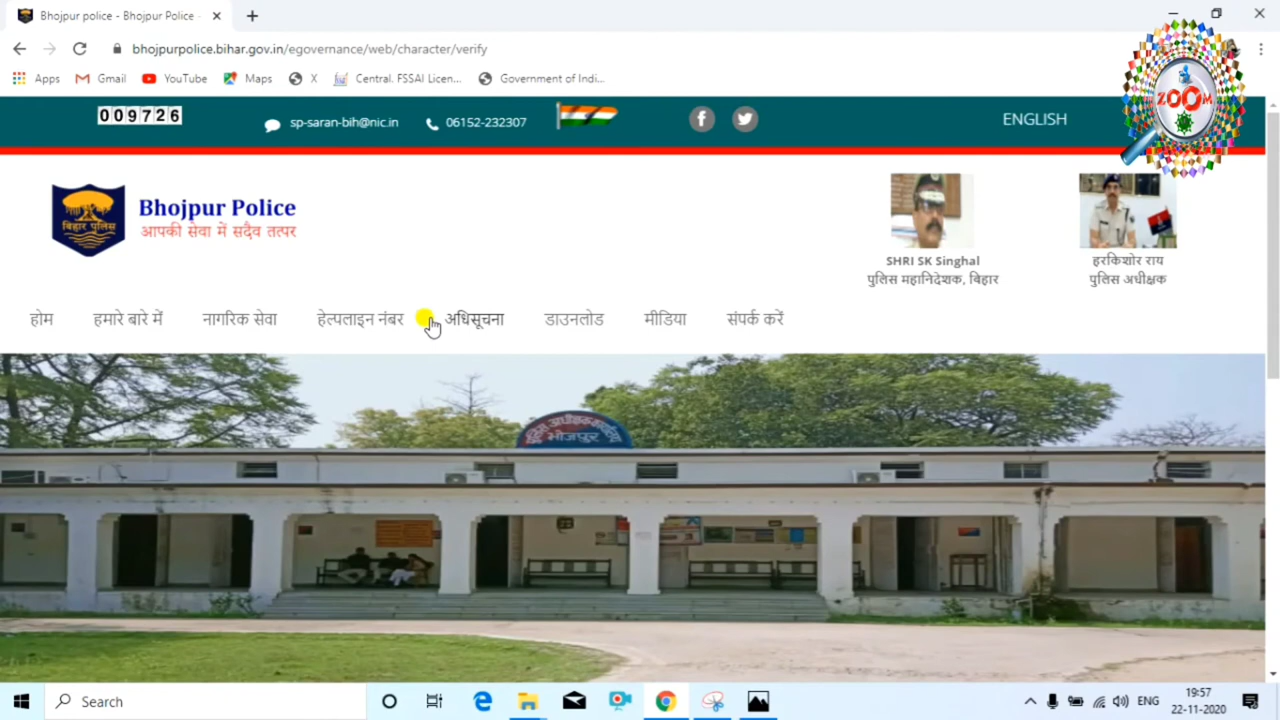 Bhojpur police - Bhojpur Police -
bhojpurpolice.bihar.gov.in/egovernance/web/character/verify
Apps Gmail YouTube Maps X Central. FSSAI Licen... Government of Indi...
009726 sp-saran-bih@nic.in 06152-232307 ENGLISH
ZOOM
बिहार पुलिस
Bhojpur Police
आपकी सेवा में सदैव तत्पर
SHRI SK Singhal
पुलिस महानिदेशक, बिहार
हरकिशोर राय
पुलिस अधीक्षक
होम हमारे बारे में नागरिक सेवा हेल्पलाइन नंबर अधिसूचना डाउनलोड मीडिया संपर्क करें
भोजपुर
Search
ENG
19:57
22-11-2020